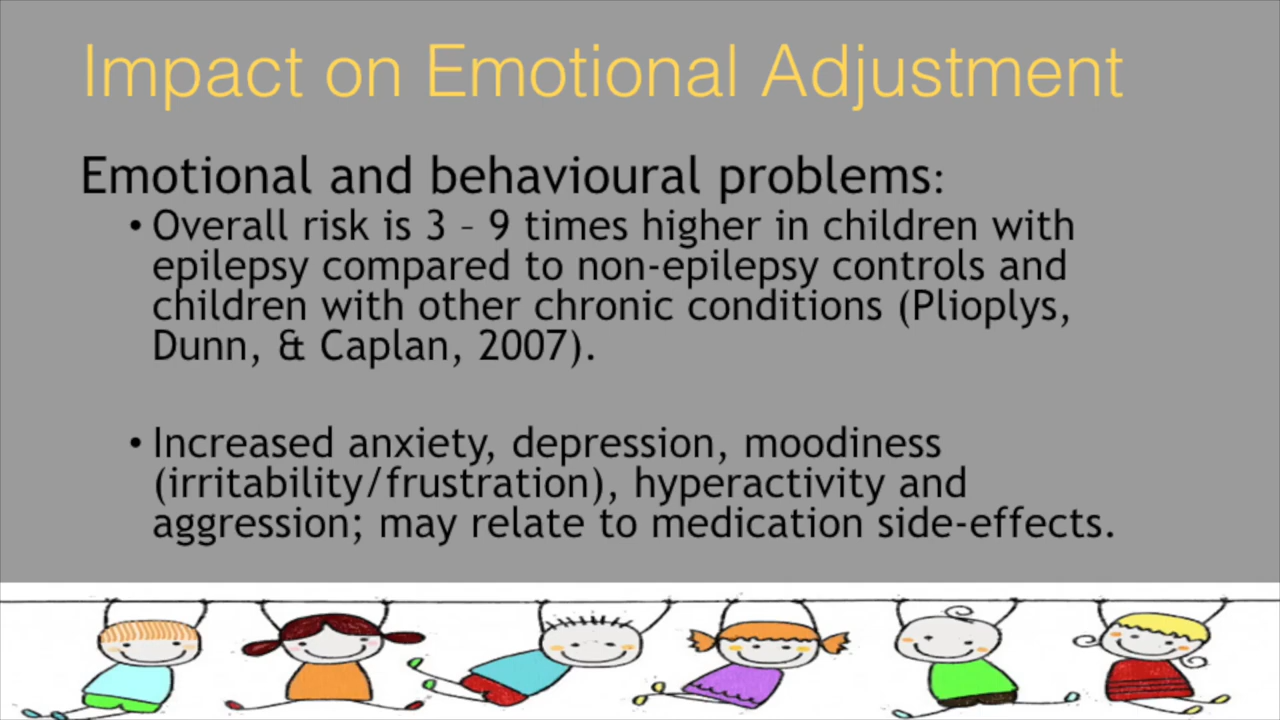 Impact on Emotional Adjustment
Emotional and behavioural problems:
• Overall risk is 3 – 9 times higher in children with
epilepsy compared to non-epilepsy controls and
children with other chronic conditions (Plioplys,
Dunn, & Caplan, 2007).
• Increased anxiety, depression, moodiness
(irritability/frustration), hyperactivity and
aggression; may relate to medication side-effects.